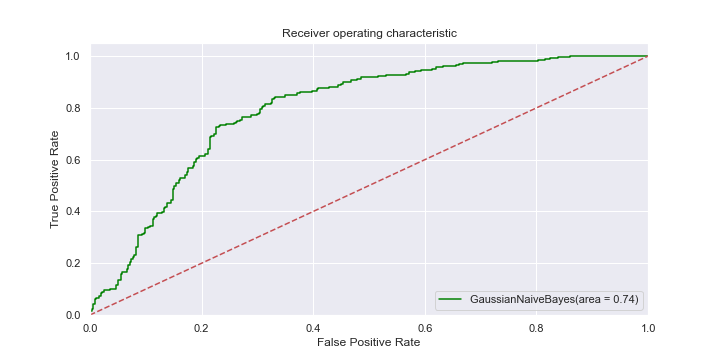 Receiver operating characteristic
True Positive Rate
1.0
0.8
0.6
0.4
0.2
0.0
0.0 0.2 0.4 0.6 0.8 1.0
False Positive Rate
GaussianNaiveBayes(area = 0.74)